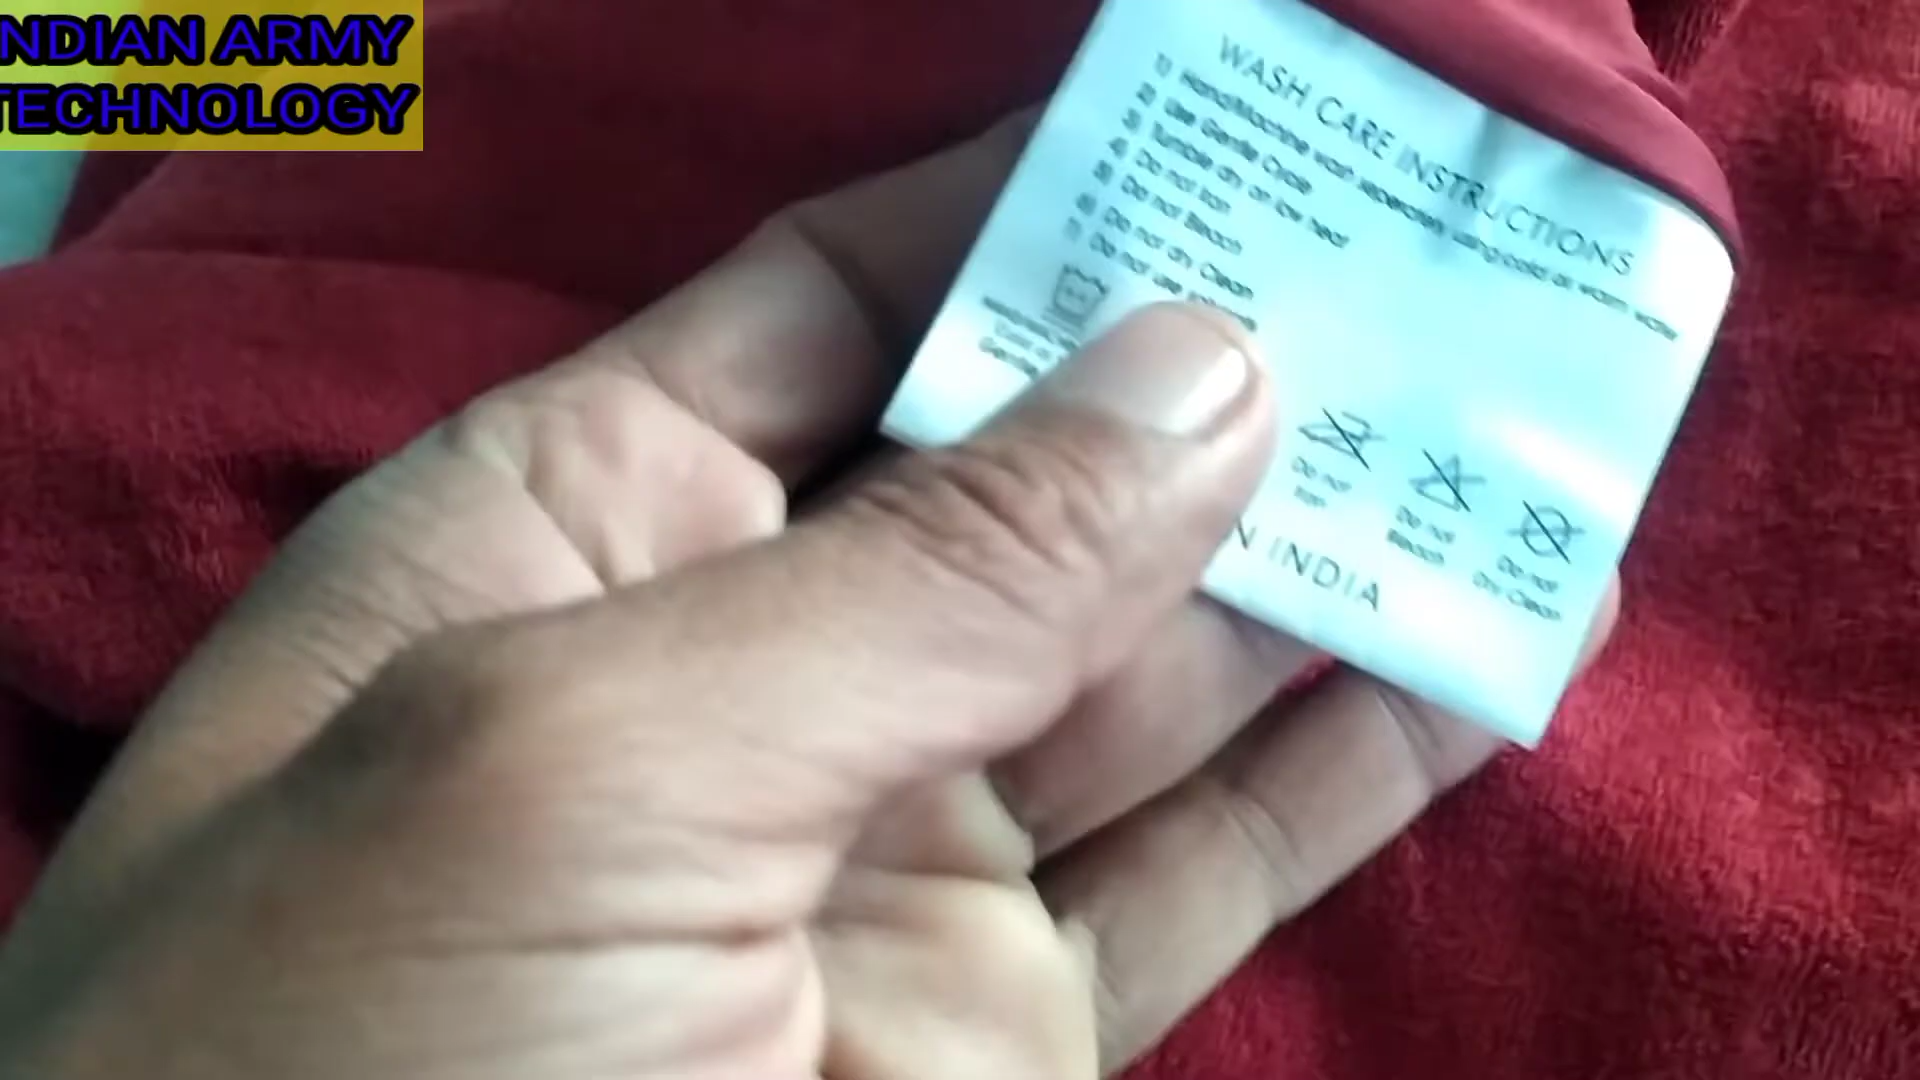 NDIAN ARMY
TECHNOLOGY
WASH CARE INSTRUCTIONS
1) Hand/Machine wash separately using cold or warm water
2) Use Gentle Cycle
3) Tumble dry on low heat
4) Do not Iron
5) Do not Bleach
6) Do not dry Clean
7) Do not use
Gentle
Do not
Do not
Bleach
Do not
Dry Clean
N INDIA